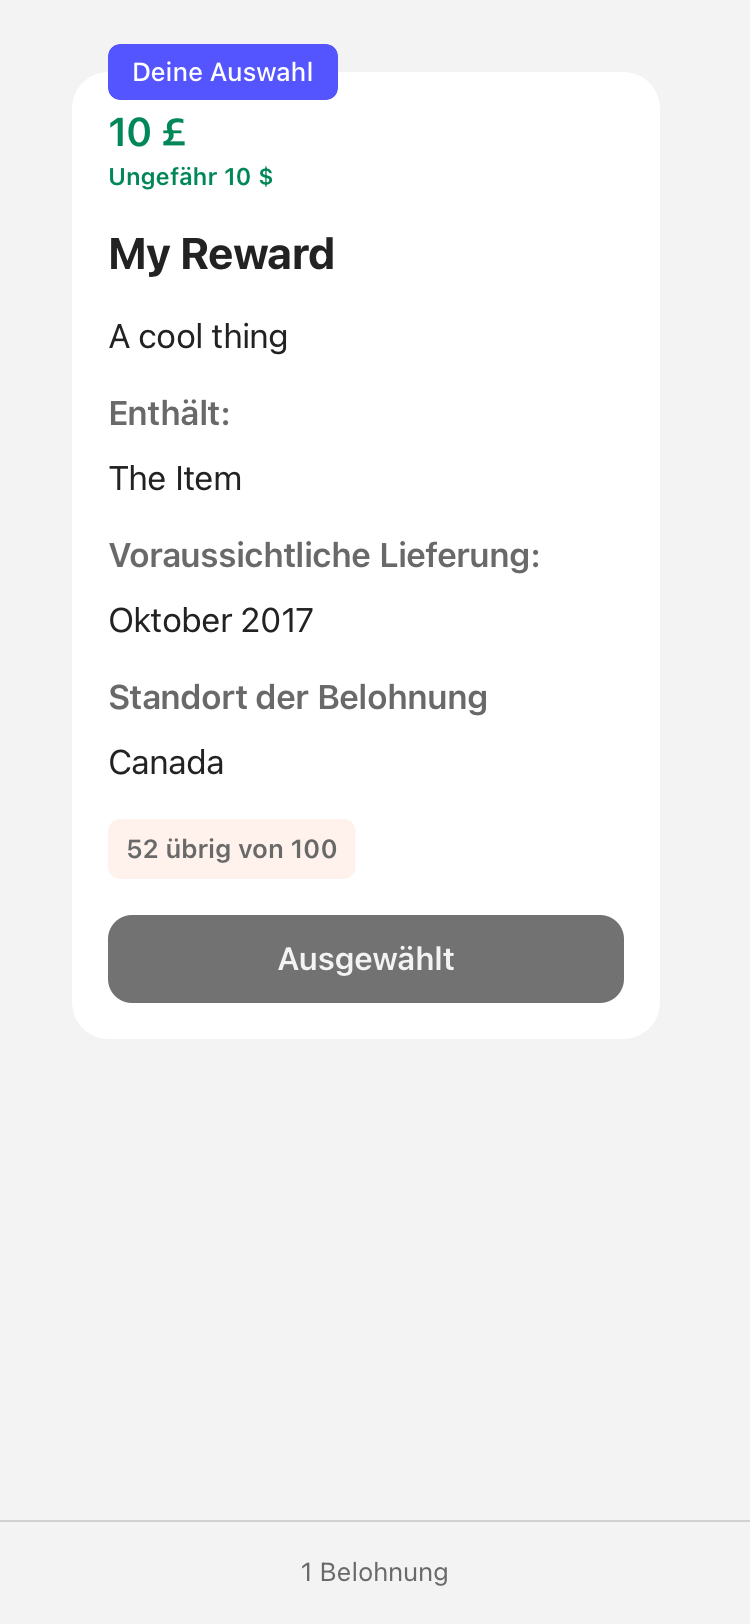 Deine Auswahl
10 £
Ungefähr 10 $
My Reward
A cool thing
Enthält:
The Item
Voraussichtliche Lieferung:
Oktober 2017
Standort der Belohnung
Canada
52 übrig von 100
Ausgewählt
1 Belohnung